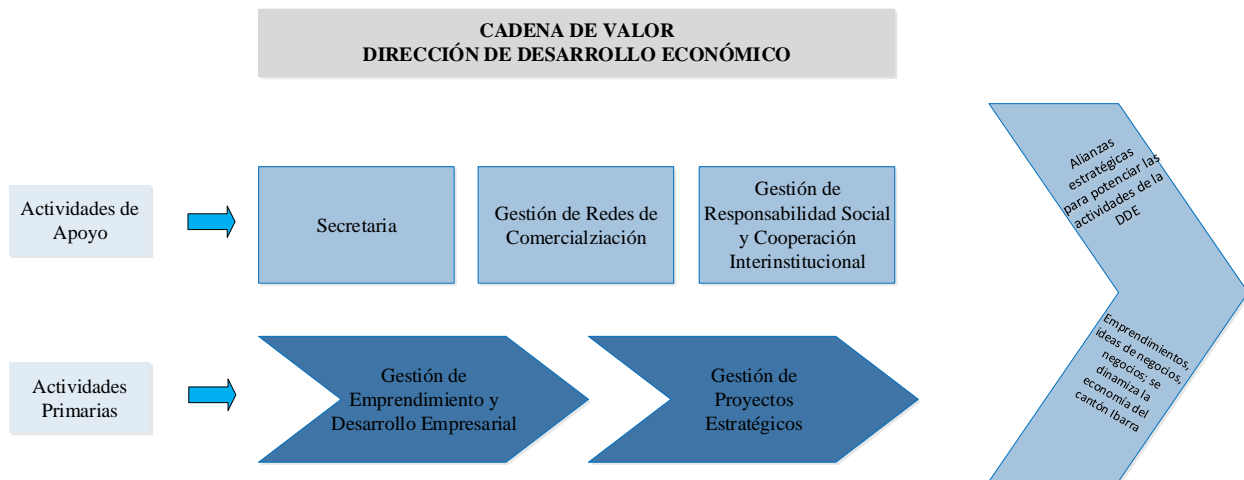 CADENA DE VALOR
DIRECCIÓN DE DESARROLLO ECONÓMICO
Actividades de
Apoyo
Secretaria
Gestión de Redes de
Comercialziación
Gestión de
Responsabilidad Social
y Cooperación
Interinstitucional
Alianzas
estratégicas
para potenciar las
actividades de la
DDE
Actividades
Primarias
Gestión de
Emprendimiento y
Desarrollo Empresarial
Gestión de
Proyectos
Estratégicos
Emprendimientos,
ideas de negocios,
negocios; se
dinamiza la
economía del
cantón Ibarra